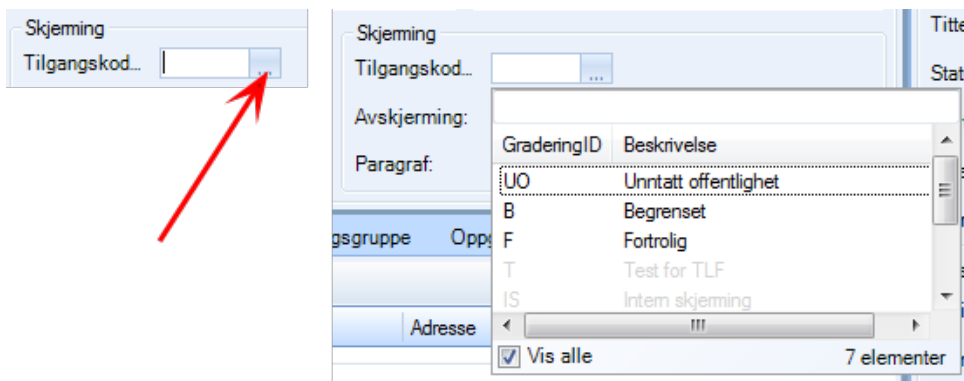 Skjerming
Tilgangskod...
...
Skjerming
Tilgangskod...
...
Avskjerming:
Paragraf:
GraderingID Beskrivelse
UO Unntatt offentlighet
B Begrenset
F Fortrolig
T Test for TLF
IS Intern skjerming
Vis alle 7 elementer
gsgruppe Oppg
Adresse
Titte
Stat